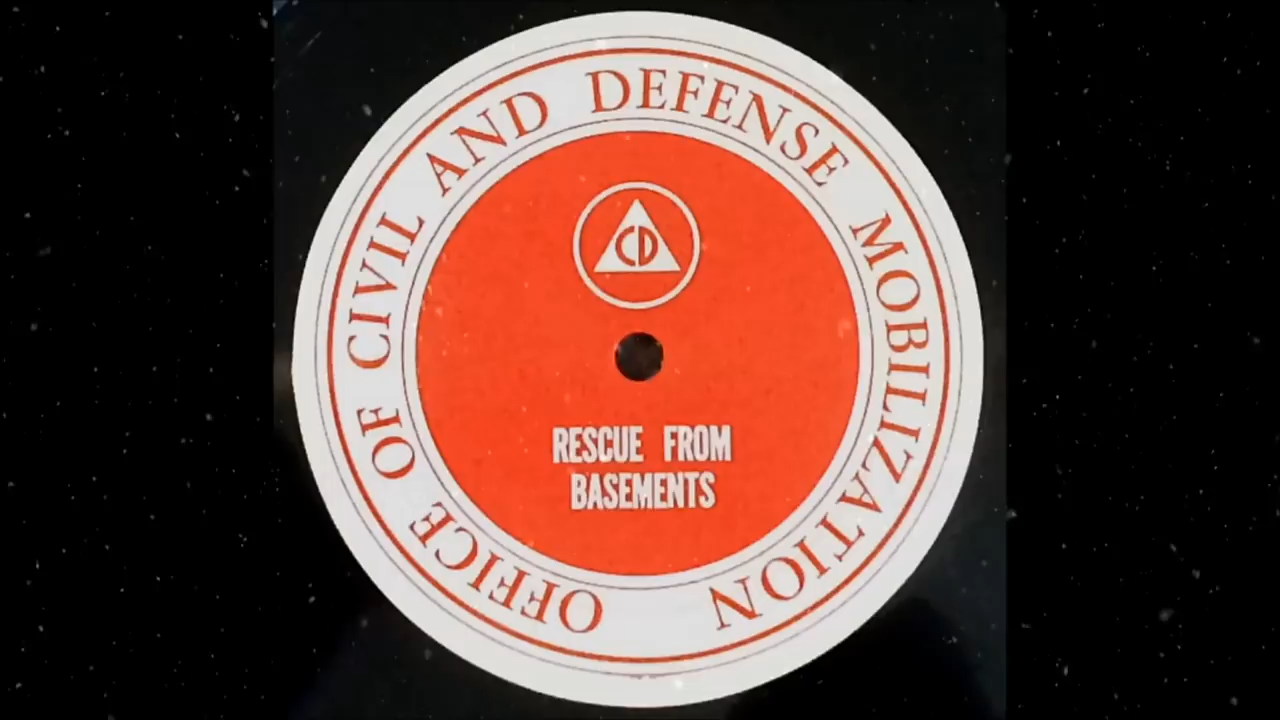 OFFICE OF CIVIL AND DEFENSE MOBILIZATION
CD
RESCUE FROM
BASEMENTS